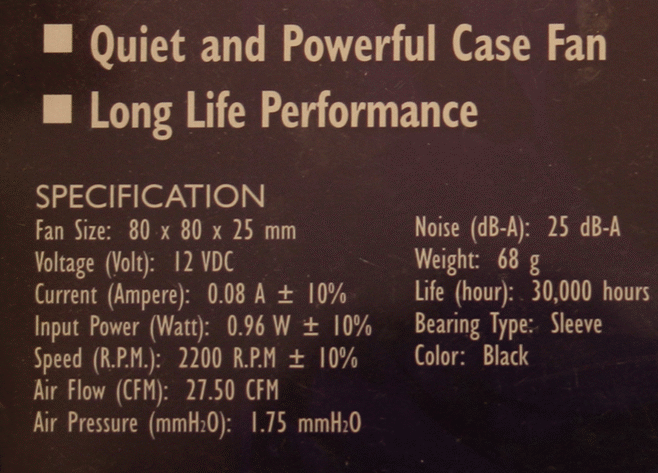 ■ Quiet and Powerful Case Fan
■ Long Life Performance
SPECIFICATION
Fan Size: 80 x 80 x 25 mm
Voltage (Volt): 12 VDC
Current (Ampere): 0.08 A ± 10%
Input Power (Watt): 0.96 W ± 10%
Speed (R.P.M.): 2200 R.P.M ± 10%
Air Flow (CFM): 27.50 CFM
Air Pressure (mmH₂O): 1.75 mmH₂O
Noise (dB-A): 25 dB-A
Weight: 68 g
Life (hour): 30,000 hours
Bearing Type: Sleeve
Color: Black